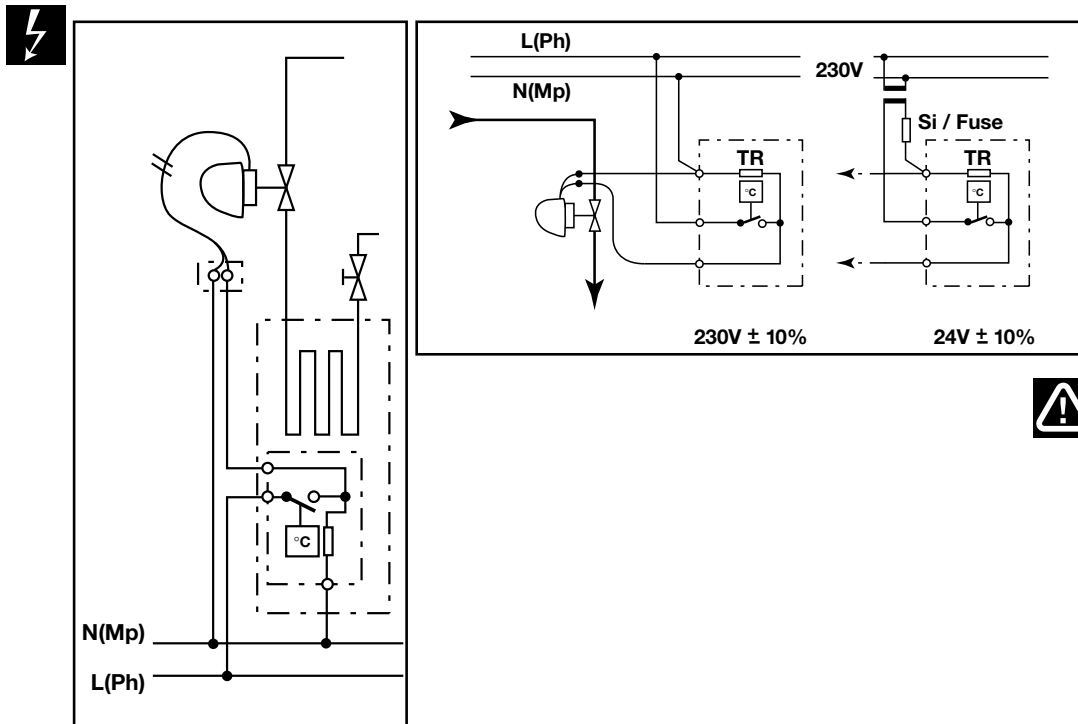 L(Ph)
N(Mp)
230V
Si / Fuse
TR
°C
TR
°C
230V ± 10%
24V ± 10%
°C
N(Mp)
L(Ph)
!